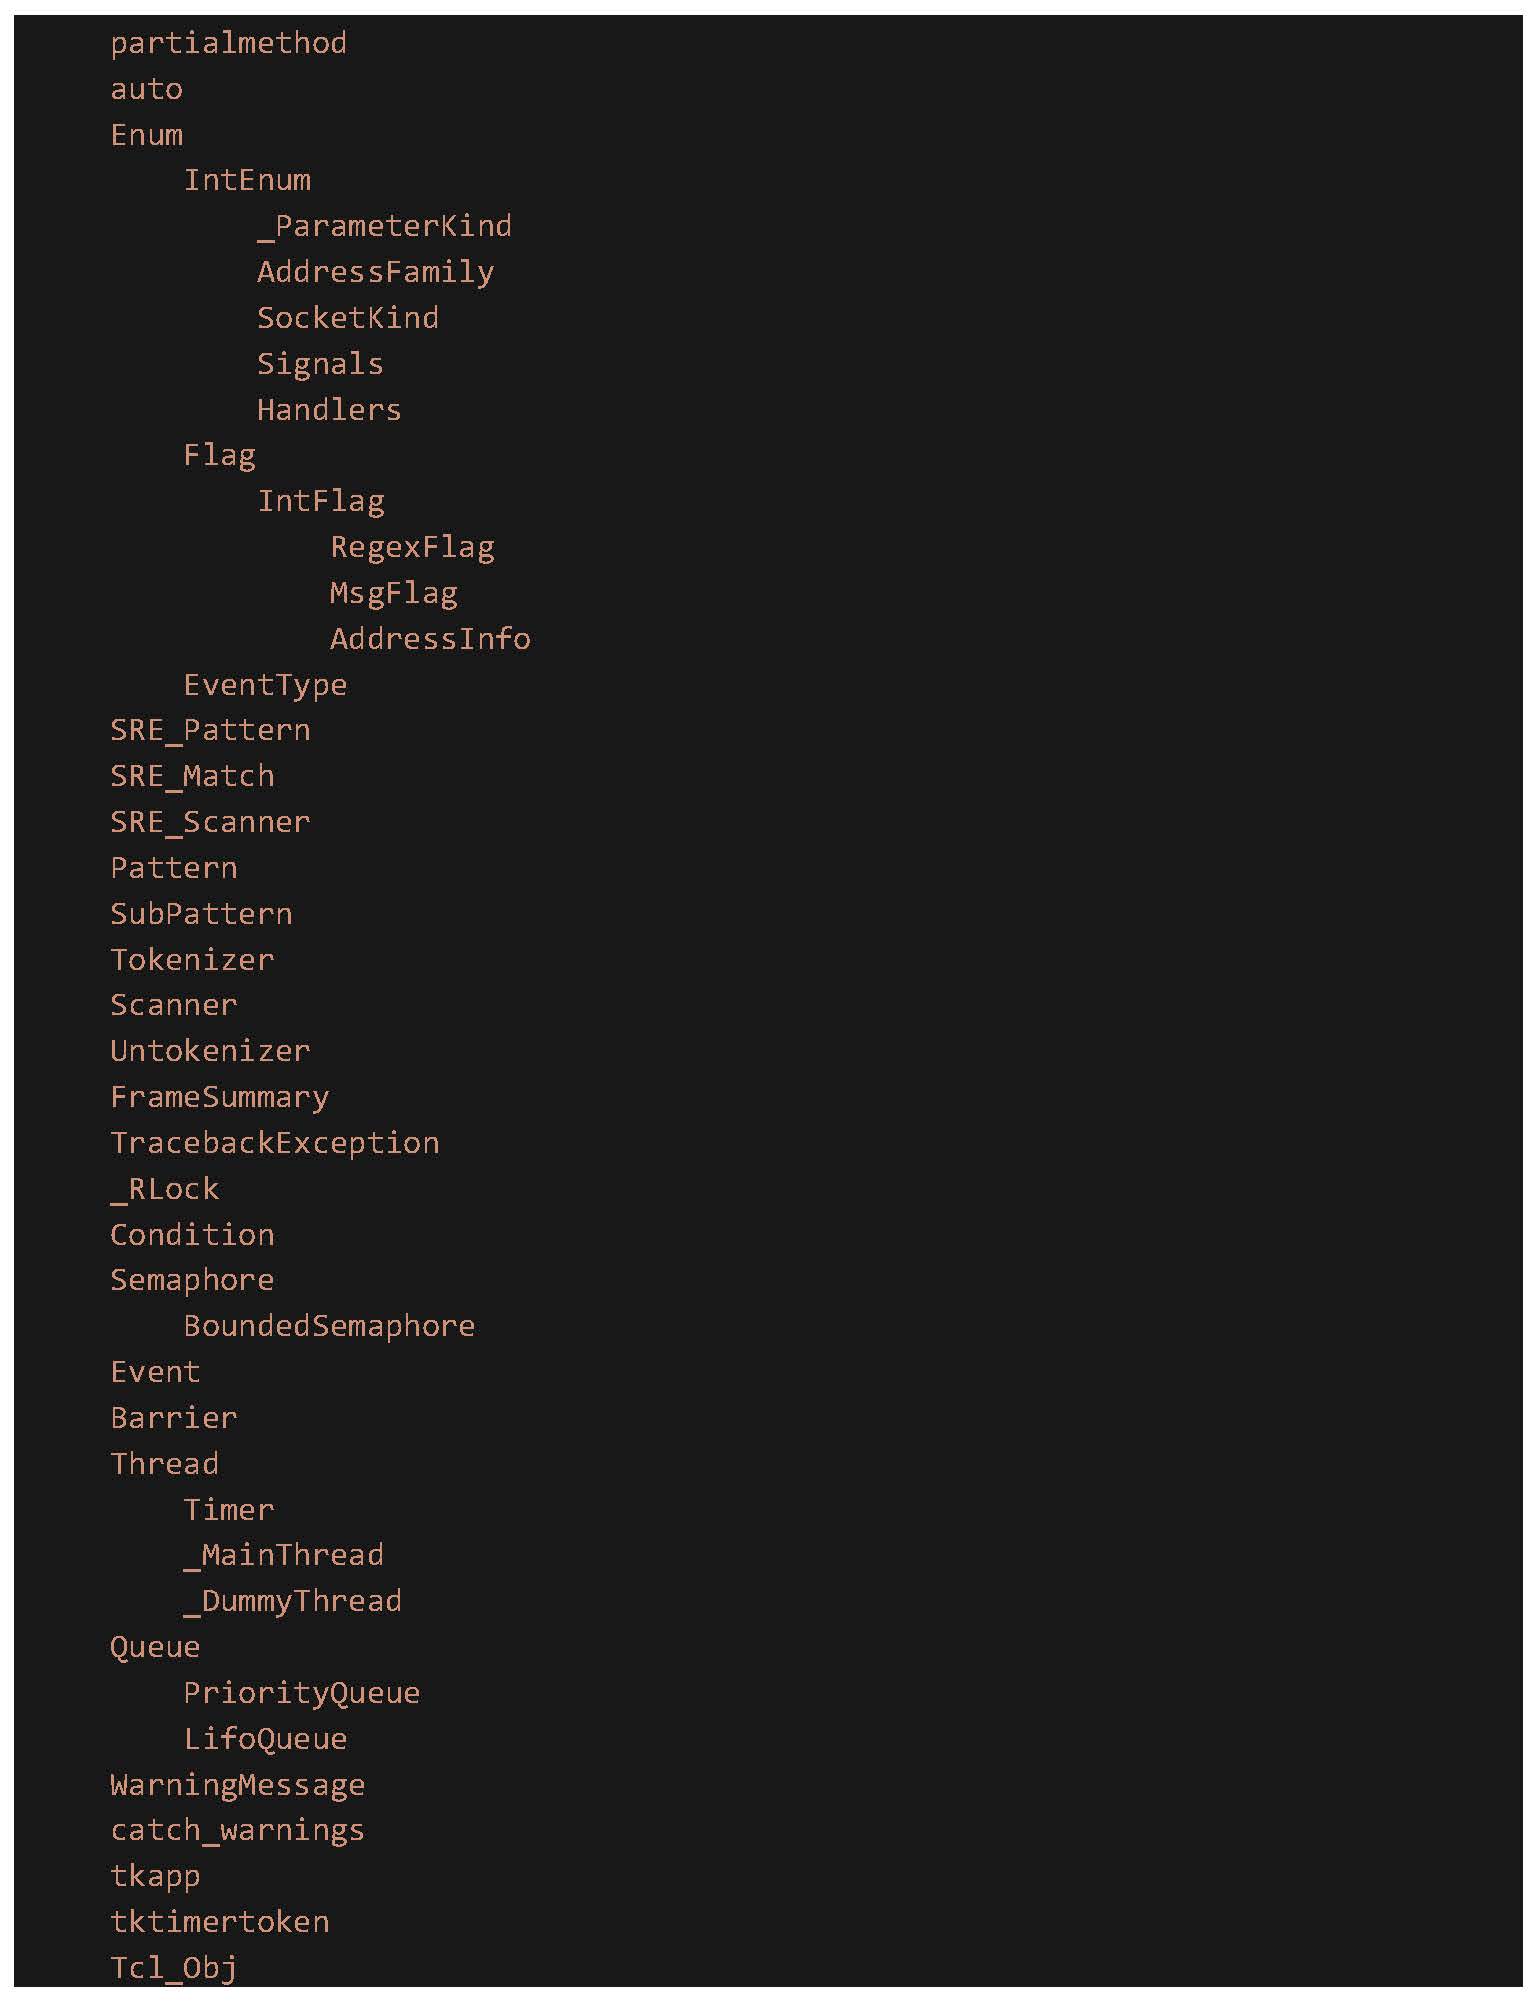 partialmethod
auto
Enum
IntEnum
_ParameterKind
AddressFamily
SocketKind
Signals
Handlers
Flag
IntFlag
RegexFlag
MsgFlag
AddressInfo
EventType
SRE_Pattern
SRE_Match
SRE_Scanner
Pattern
SubPattern
Tokenizer
Scanner
Untokenizer
FrameSummary
TracebackException
_RLock
Condition
Semaphore
BoundedSemaphore
Event
Barrier
Thread
Timer
_MainThread
_DummyThread
Queue
PriorityQueue
LifoQueue
WarningMessage
catch_warnings
tkapp
tktimertoken
Tcl_Obj